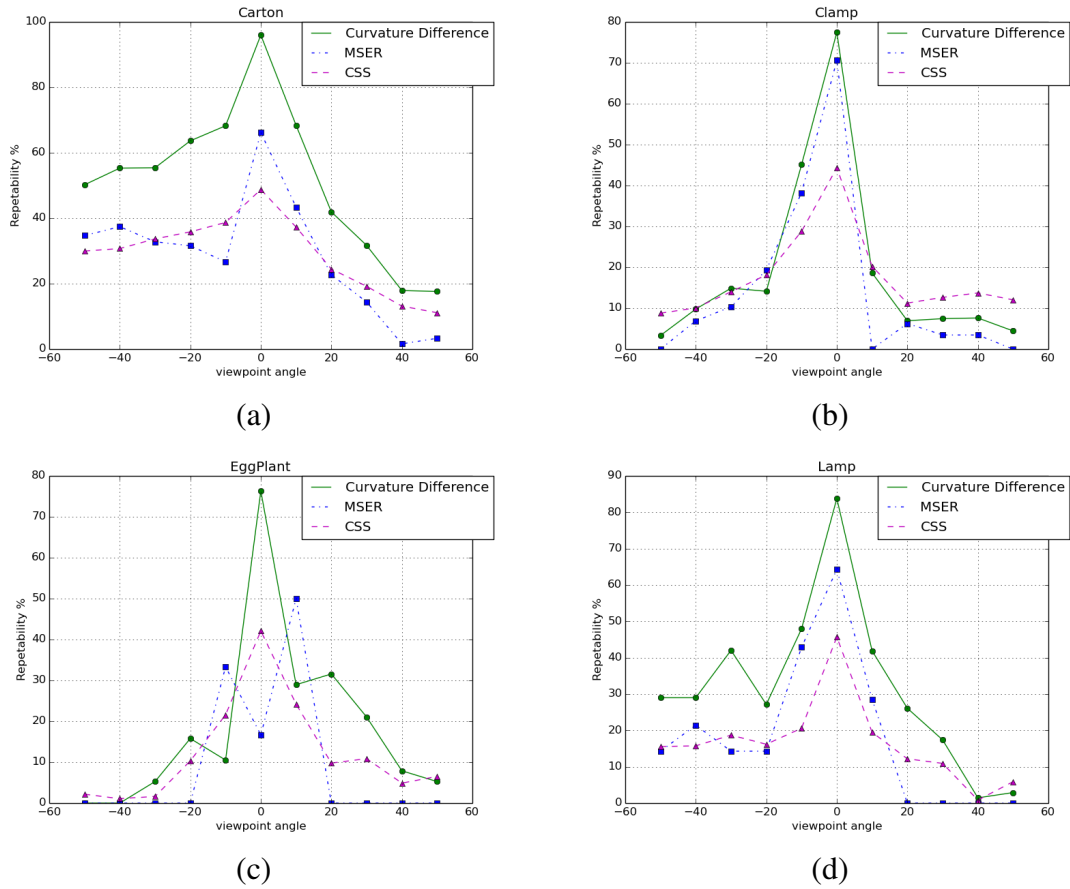 Carton
Curvature Difference
MSER
CSS
Repetability %
100
80
60
40
20
0
−60 −40 −20 0 20 40 60
viewpoint angle
(a)
Clamp
Curvature Difference
MSER
CSS
Repetability %
80
70
60
50
40
30
20
10
0
−60 −40 −20 0 20 40 60
viewpoint angle
(b)
EggPlant
Curvature Difference
MSER
CSS
Repetability %
80
70
60
50
40
30
20
10
0
−60 −40 −20 0 20 40 60
viewpoint angle
(c)
Lamp
Curvature Difference
MSER
CSS
Repetability %
90
80
70
60
50
40
30
20
10
0
−60 −40 −20 0 20 40 60
viewpoint angle
(d)